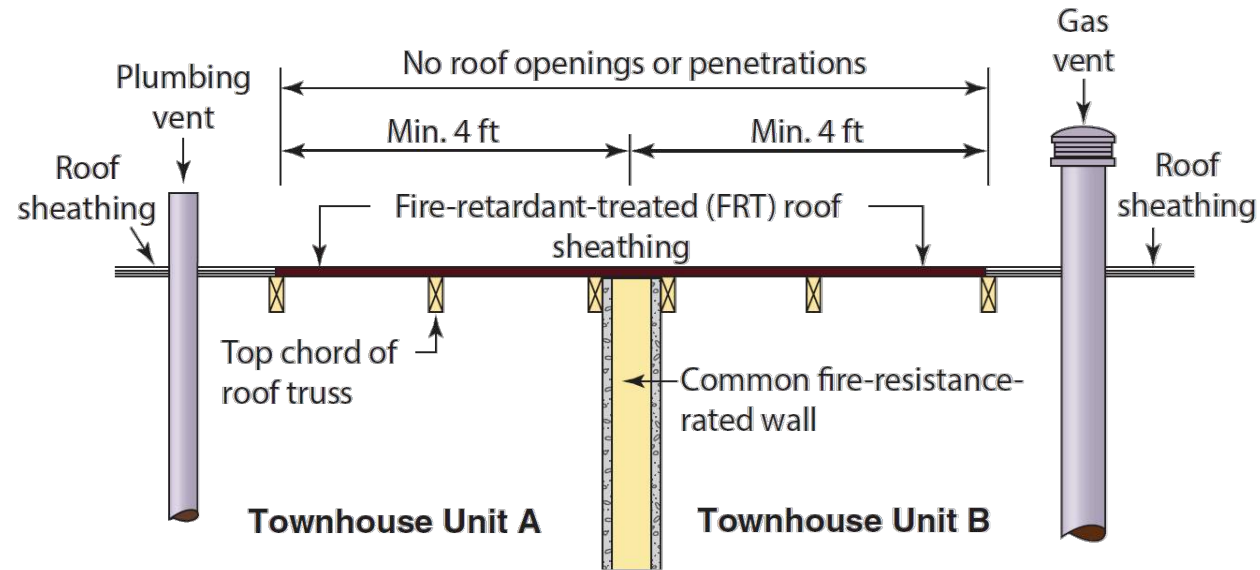 Gas
vent
No roof openings or penetrations
Plumbing
vent
Min. 4 ft
Min. 4 ft
Roof
sheathing
Roof
sheathing
Fire-retardant-treated (FRT) roof
sheathing
Top chord of
roof truss
Common fire-resistance-
rated wall
Townhouse Unit A
Townhouse Unit B